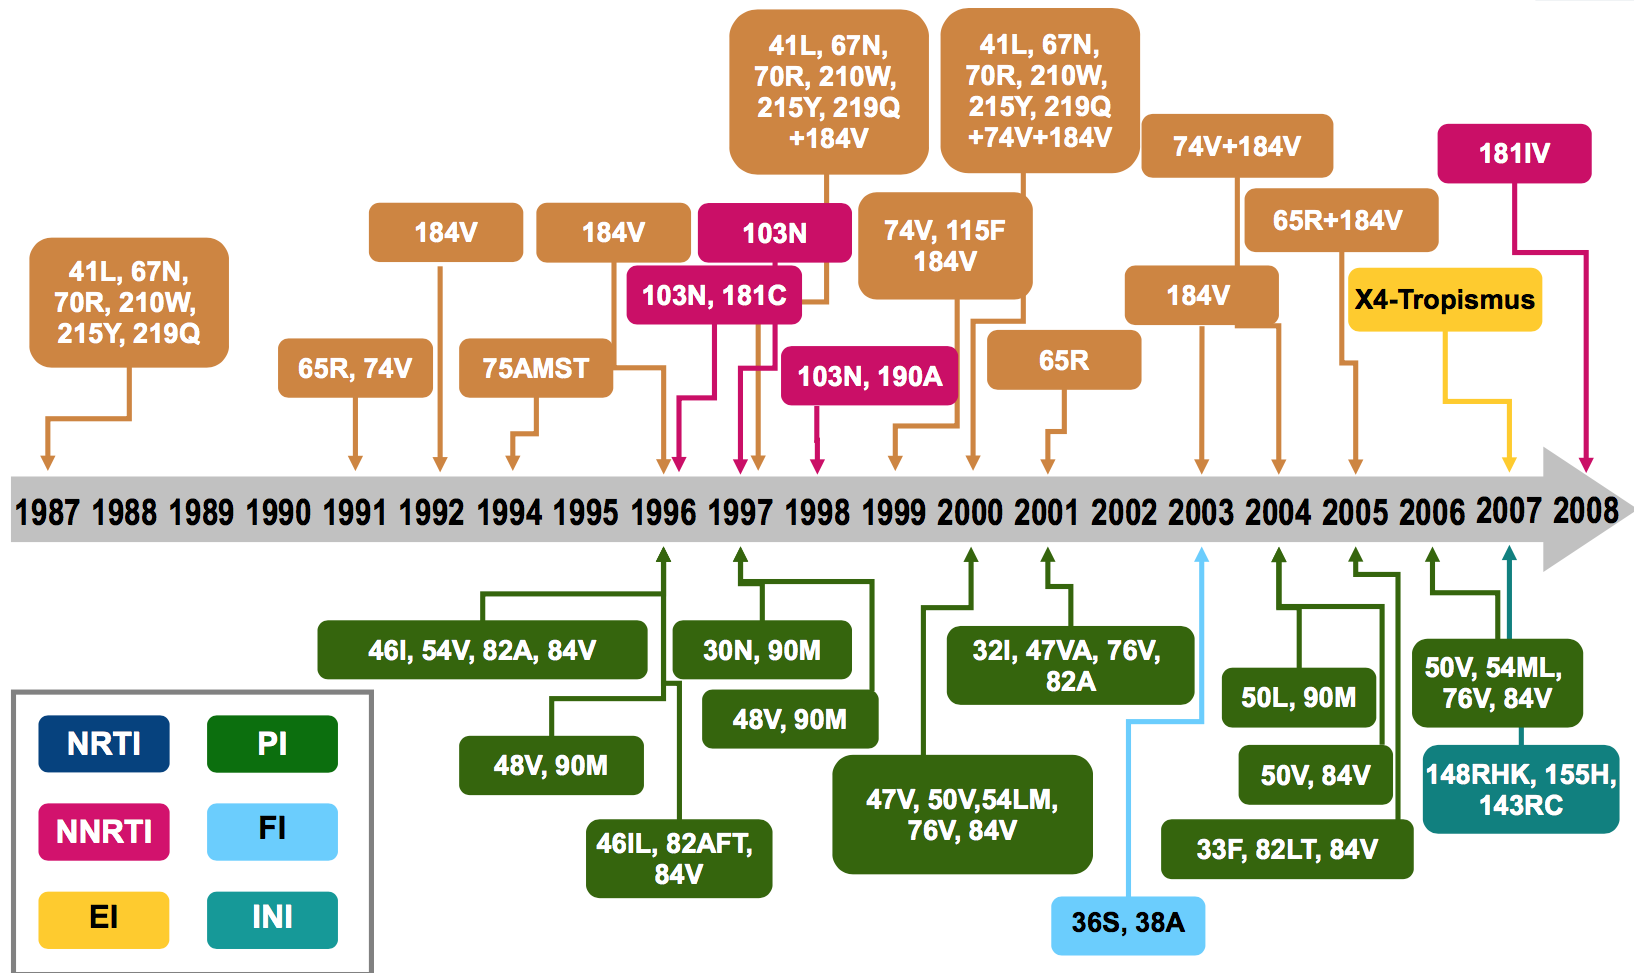 41L, 67N,
70R, 210W,
215Y, 219Q
+184V
41L, 67N,
70R, 210W,
215Y, 219Q
+74V+184V
74V+184V
181IV
184V
184V
103N
74V, 115F
184V
65R+184V
41L, 67N,
70R, 210W,
215Y, 219Q
103N, 181C
184V
X4-Tropismus
65R, 74V
75AMST
103N, 190A
65R
1987 1988 1989 1990 1991 1992 1994 1995 1996 1997 1998 1999 2000 2001 2002 2003 2004 2005 2006 2007 2008
46I, 54V, 82A, 84V
30N, 90M
32I, 47VA, 76V,
82A
50V, 54ML,
76V, 84V
50L, 90M
48V, 90M
48V, 90M
50V, 84V
148RHK, 155H,
143RC
47V, 50V,54LM,
76V, 84V
46IL, 82AFT,
84V
33F, 82LT, 84V
36S, 38A
NRTI
PI
NNRTI
FI
EI
INI